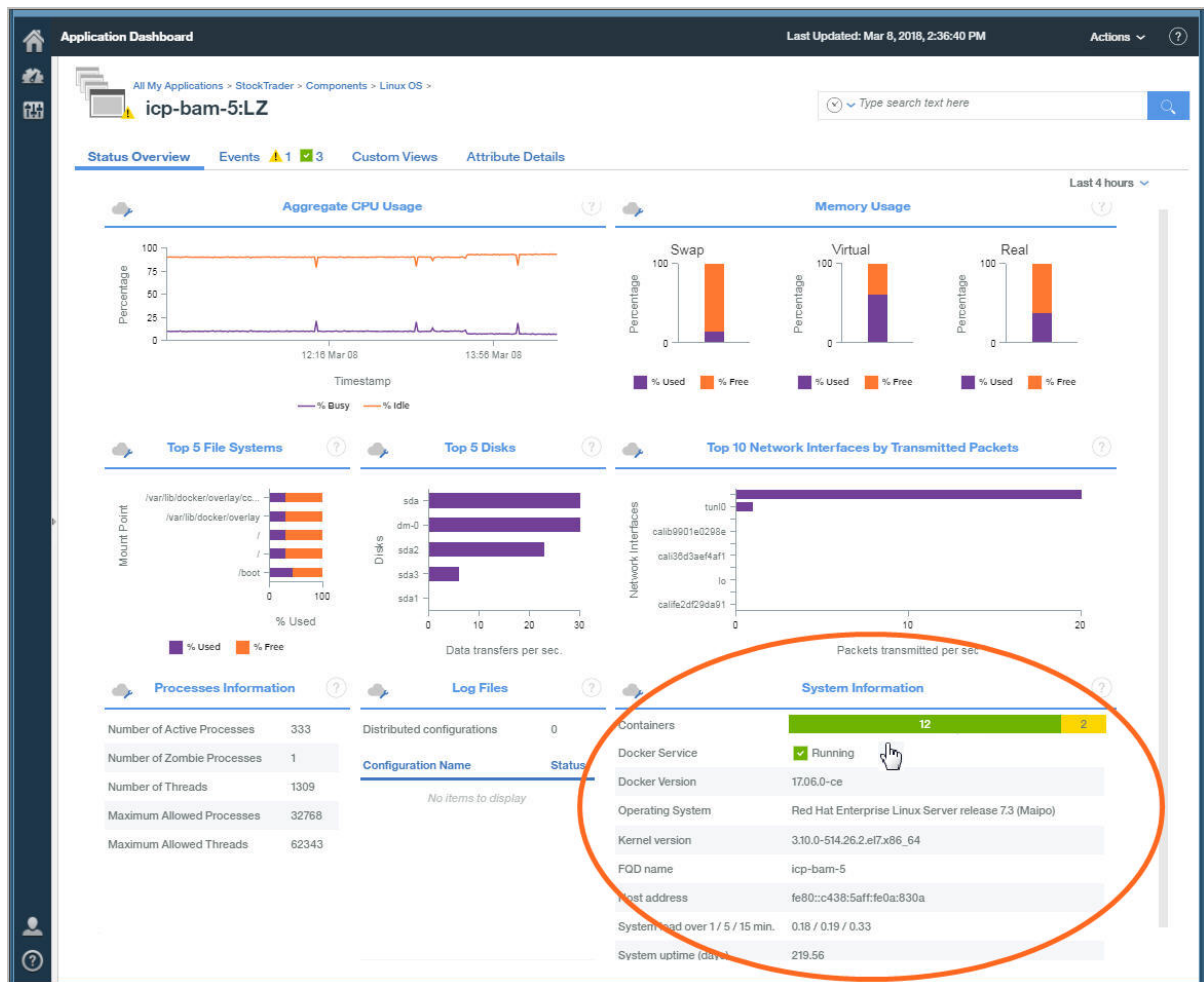 Application Dashboard
Last Updated: Mar 8, 2018, 2:36:40 PM
Actions
?
All My Applications > StockTrader > Components > Linux OS >
icp-bam-5:LZ
Type search text here
Status Overview Events 1 3 Custom Views Attribute Details
Last 4 hours
Aggregate CPU Usage ?
Percentage
100
75
50
25
0
12:16 Mar 08 13:56 Mar 08
Timestamp
% Busy % Idle
Memory Usage ?
Swap Virtual Real
Percentage
100
0
Percentage
100
0
Percentage
100
0
% Used % Free % Used % Free % Used % Free
Top 5 File Systems ?
Mount Point
/var/lib/docker/overlay/cc...
/var/lib/docker/overlay
/
/
/boot
0 100
% Used
% Used % Free
Top 5 Disks ?
Disks
sda
dm-0
sda2
sda3
sda1
0 10 20 30
Data transfers per sec.
Top 10 Network Interfaces by Transmitted Packets ?
Network Interfaces
tunl0
calib9901e0298e
cali36d3aef4af1
lo
calife2df29da91
0 10 20
Packets transmitted per sec
Processes Information ?
Number of Active Processes 333
Number of Zombie Processes 1
Number of Threads 1309
Maximum Allowed Processes 32768
Maximum Allowed Threads 62343
Log Files ?
Distributed configurations 0
Configuration Name Status
No items to display
System Information ?
Containers 12 2
Docker Service Running
Docker Version 17.06.0-ce
Operating System Red Hat Enterprise Linux Server release 7.3 (Maipo)
Kernel version 3.10.0-514.26.2.el7.x86_64
FQD name icp-bam-5
Host address fe80::c438:5aff:fe0a:830a
System load over 1 / 5 / 15 min. 0.18 / 0.19 / 0.33
System uptime (days) 219.56
?